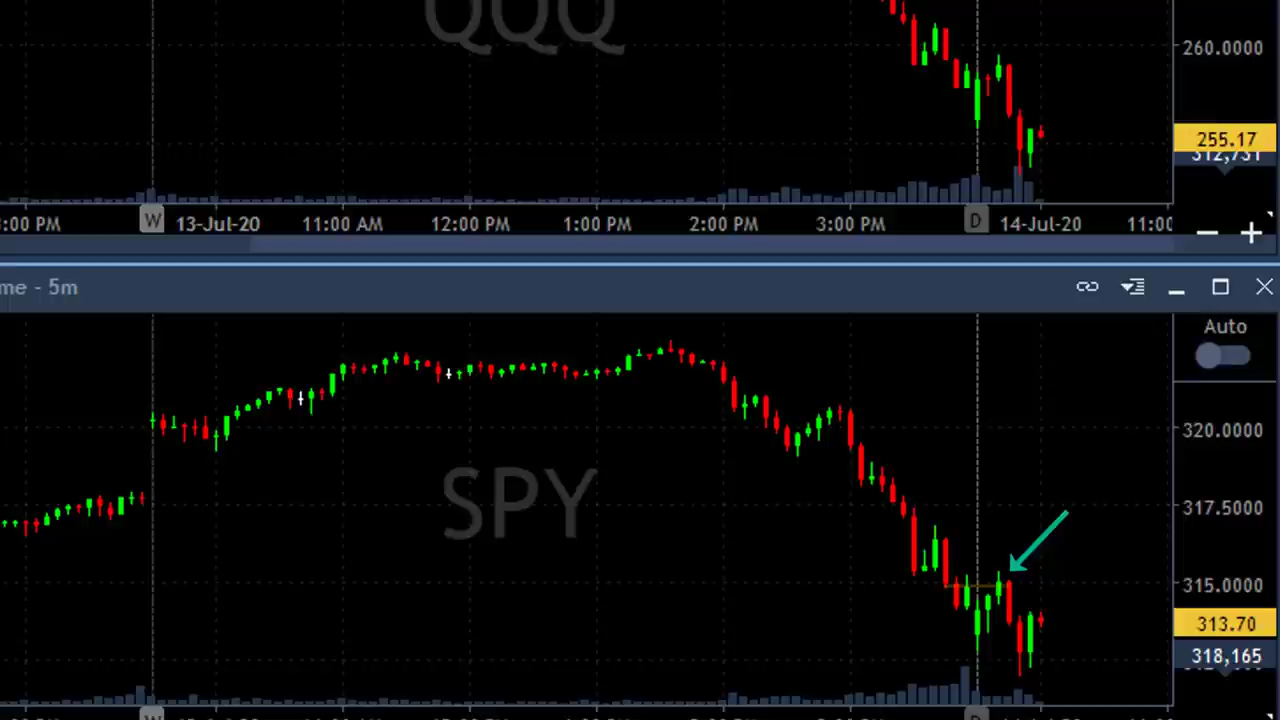 QQQ
260.0000
255.17
312,731
:00 PM W 13-Jul-20 11:00 AM 12:00 PM 1:00 PM 2:00 PM 3:00 PM D 14-Jul-20 11:00
me - 5m
Auto
SPY
320.0000
317.5000
315.0000
313.70
318,165